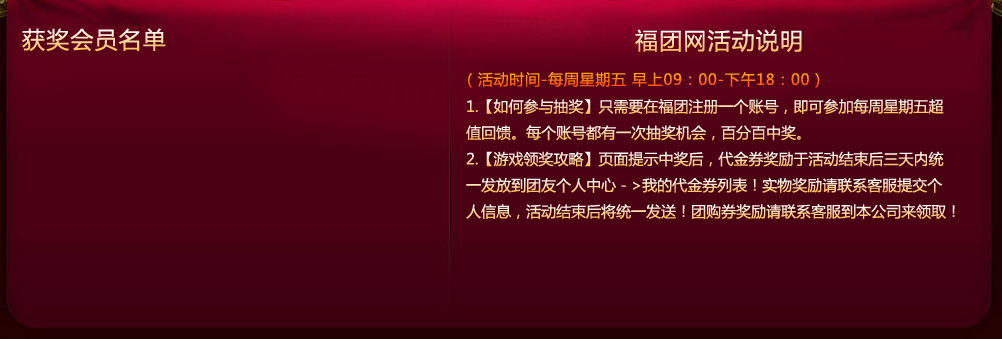 获奖会员名单
福团网活动说明
( 活动时间-每周星期五 早上09：00-下午18：00 )
1.【如何参与抽奖】只需要在福团注册一个账号，即可参加每周星期五超
值回馈。每个账号都有一次抽奖机会，百分百中奖。
2.【游戏领奖攻略】页面提示中奖后，代金券奖励于活动结束后三天内统
一发放到团友个人中心 - >我的代金券列表！实物奖励请联系客服提交个
人信息，活动结束后将统一发送！团购券奖励请联系客服到本公司来领取！